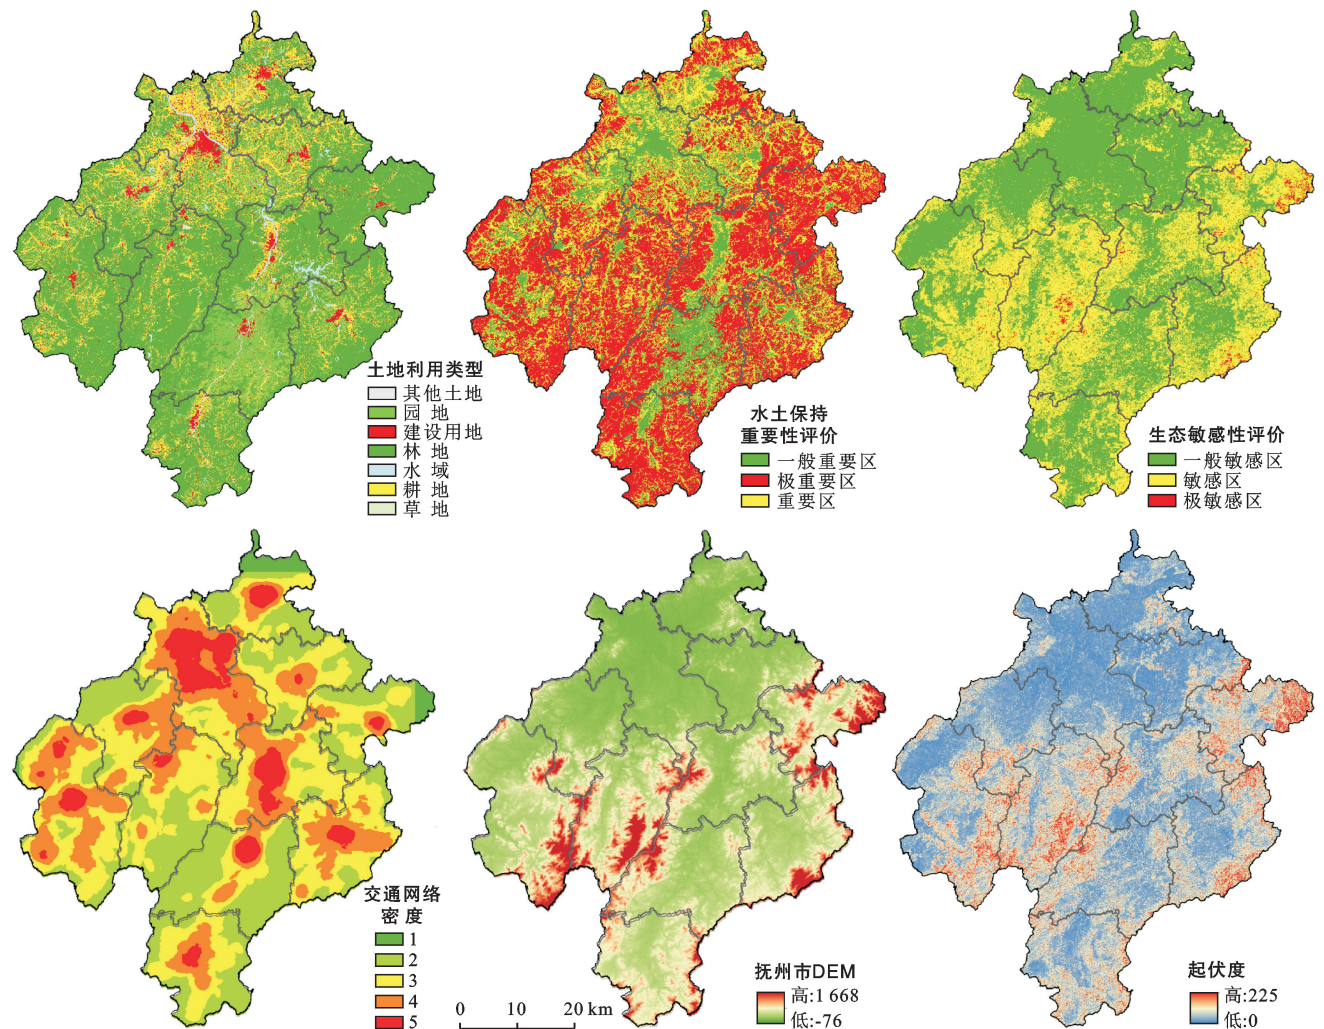 土地利用类型
其他土地
园 地
建设用地
林 地
水 域
耕 地
草 地
水土保持
重要性评价
一般重要区
极重要区
重要区
生态敏感性评价
一般敏感区
敏感区
极敏感区
交通网络
密 度
1
2
3
4
5
0 10 20 km
抚州市DEM
高:1 668
低:-76
起伏度
高:225
低:0